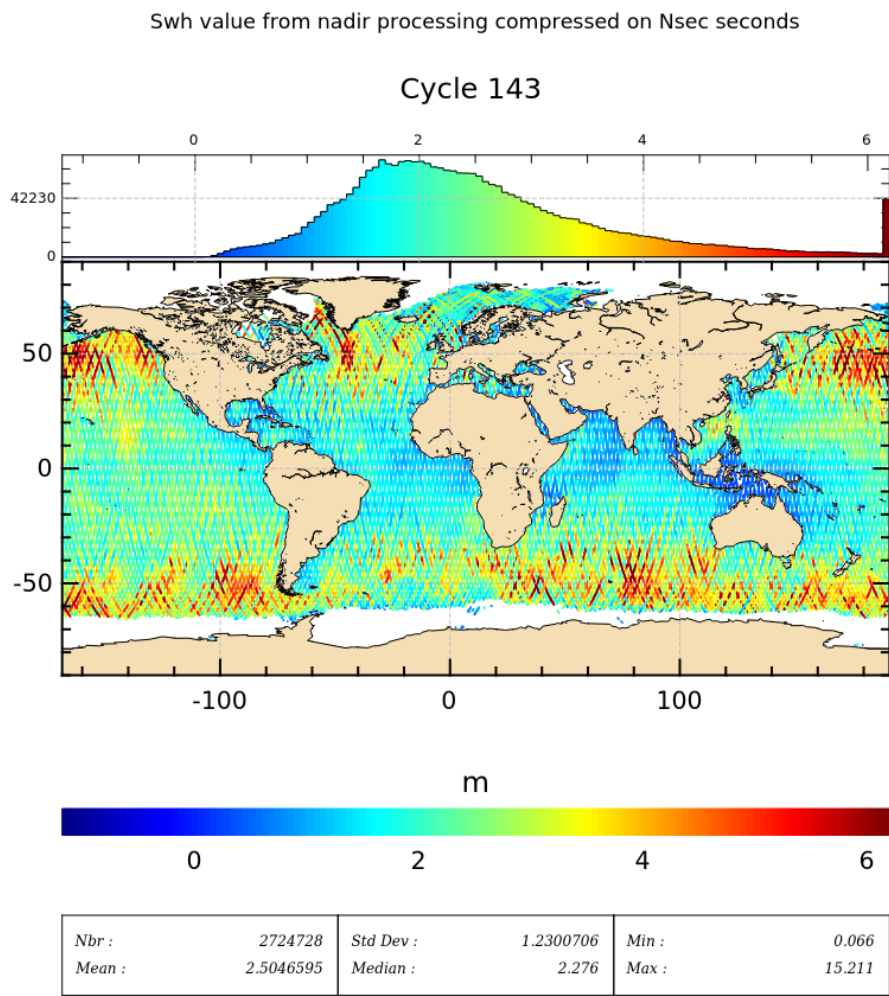 Swh value from nadir processing compressed on Nsec seconds
Cycle 143
0 2 4 6
42230
0
50
0
-50
-100 0 100
m
0 2 4 6
Nbr : 2724728 Std Dev : 1.2300706 Min : 0.066
Mean : 2.5046595 Median : 2.276 Max : 15.211